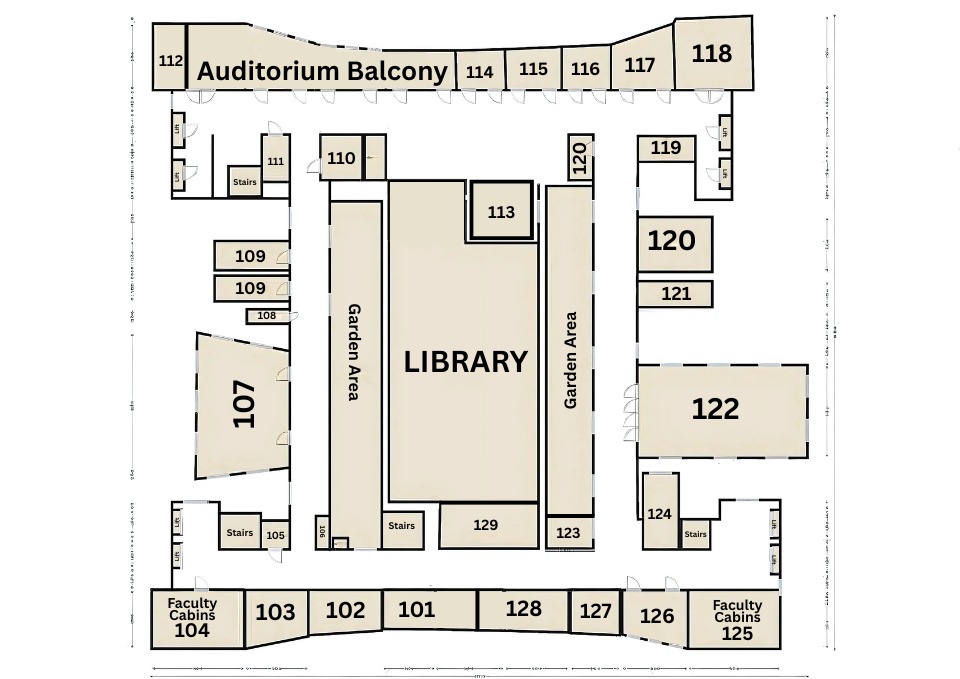 112
Auditorium Balcony
114
115
116
117
118
Lift
Lift
111
Stairs
110
120
119
Lift
Lift
113
109
109
108
120
121
Garden Area
LIBRARY
Garden Area
107
122
Lift
Lift
Stairs
105
106
Stairs
129
123
124
Stairs
Lift
Lift
Faculty
Cabins
104
103
102
101
128
127
126
Faculty
Cabins
125